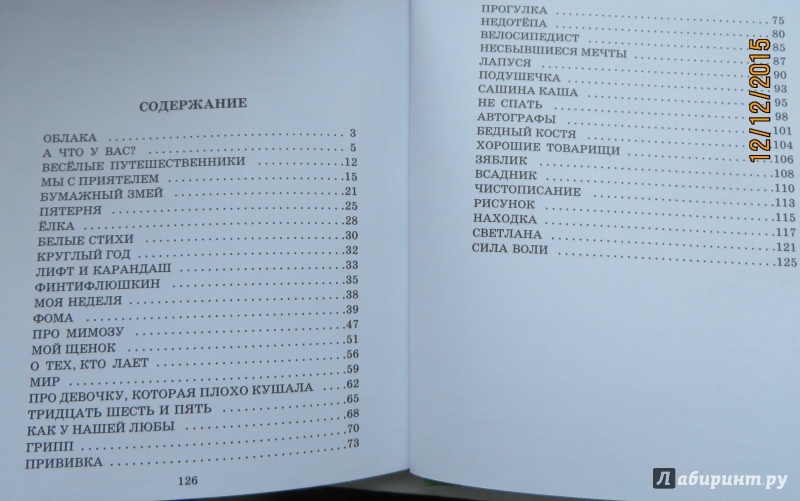 СОДЕРЖАНИЕ
ОБЛАКА 3
А ЧТО У ВАС? 5
ВЕСЁЛЫЕ ПУТЕШЕСТВЕННИКИ 12
МЫ С ПРИЯТЕЛЕМ 15
БУМАЖНЫЙ ЗМЕЙ 21
ПЯТЕРНЯ 25
ЁЛКА 28
БЕЛЫЕ СТИХИ 30
КРУГЛЫЙ ГОД 32
ЛИФТ И КАРАНДАШ 33
ФИНТИФЛЮШКИН 35
МОЯ НЕДЕЛЯ 38
ФОМА 39
ПРО МИМОЗУ 47
МОЙ ЩЕНОК 51
О ТЕХ, КТО ЛАЕТ 56
МИР 59
ПРО ДЕВОЧКУ, КОТОРАЯ ПЛОХО КУШАЛА 62
ТРИДЦАТЬ ШЕСТЬ И ПЯТЬ 65
КАК У НАШЕЙ ЛЮБЫ 68
ГРИПП 70
ПРИВИВКА 73
126
ПРОГУЛКА 75
НЕДОТЁПА 80
ВЕЛОСИПЕДИСТ 85
НЕСБЫВШИЕСЯ МЕЧТЫ 87
ЛАПУСЯ 90
ПОДУШЕЧКА 93
САШИНА КАША 95
НЕ СПАТЬ 98
АВТОГРАФЫ 101
БЕДНЫЙ КОСТЯ 104
ХОРОШИЕ ТОВАРИЩИ 106
ЗЯБЛИК 108
ВСАДНИК 110
ЧИСТОПИСАНИЕ 113
РИСУНОК 115
НАХОДКА 117
СВЕТЛАНА 121
СИЛА ВОЛИ 125
12/12/2015
Лабиринт.ру